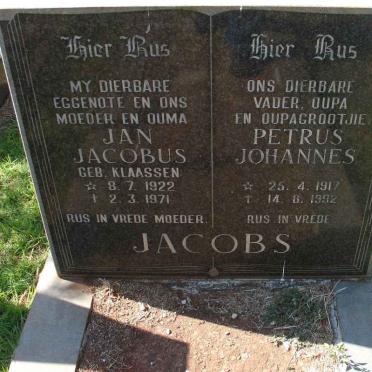 Hier Rus
MY DIERBARE
EGGENOTE EN ONS
MOEDER EN OUMA
JAN
JACOBUS
GEB. KLAASSEN
☆ 8. 7. 1922
† 2. 3. 1971
RUS IN VREDE MOEDER.
Hier Rus
ONS DIERBARE
VADER, OUPA
EN OUPAGROOTJIE
PETRUS
JOHANNES
☆ 25. 4. 1917
† 14. 8. 1992
RUS IN VREDE
JACOBS